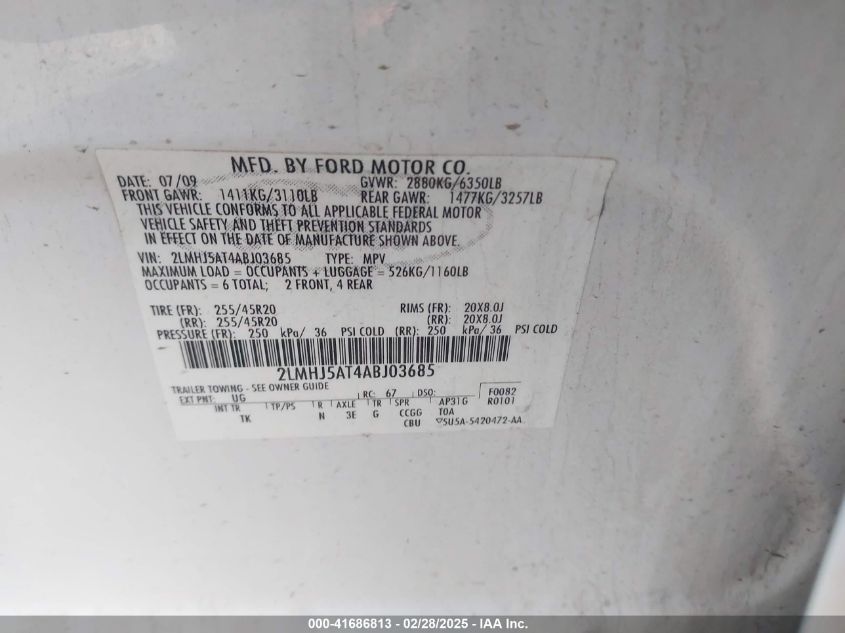 MFD. BY FORD MOTOR CO.
DATE: 07/09 GVWR: 2880KG/6350LB
FRONT GAWR: 1411KG/3110LB REAR GAWR: 1477KG/3257LB
THIS VEHICLE CONFORMS TO ALL APPLICABLE FEDERAL MOTOR
VEHICLE SAFETY AND THEFT PREVENTION STANDARDS
IN EFFECT ON THE DATE OF MANUFACTURE SHOWN ABOVE.
VIN: 2LMHJ5AT4ABJ03685 TYPE: MPV
MAXIMUM LOAD = OCCUPANTS + LUGGAGE = 526KG/1160LB
OCCUPANTS = 6 TOTAL; 2 FRONT, 4 REAR
TIRE (FR): 255/45R20 RIMS (FR): 20X8.0J
(RR): 255/45R20 (RR): 20X8.0J
PRESSURE (FR): 250 kPa/ 36 PSI COLD (RR): 250 kPa/ 36 PSI COLD
2LMHJ5AT4ABJ03685
TRAILER TOWING - SEE OWNER GUIDE
EXT PNT: UG RC: 67 DSO: F0082
INT TR TP/PS R AXLE TR SPR AP31G R0101
TK N 3E G CCGG T0A
CBU 5U5A-5420472-AA
000-41686813 - 02/28/2025 - IAA Inc.